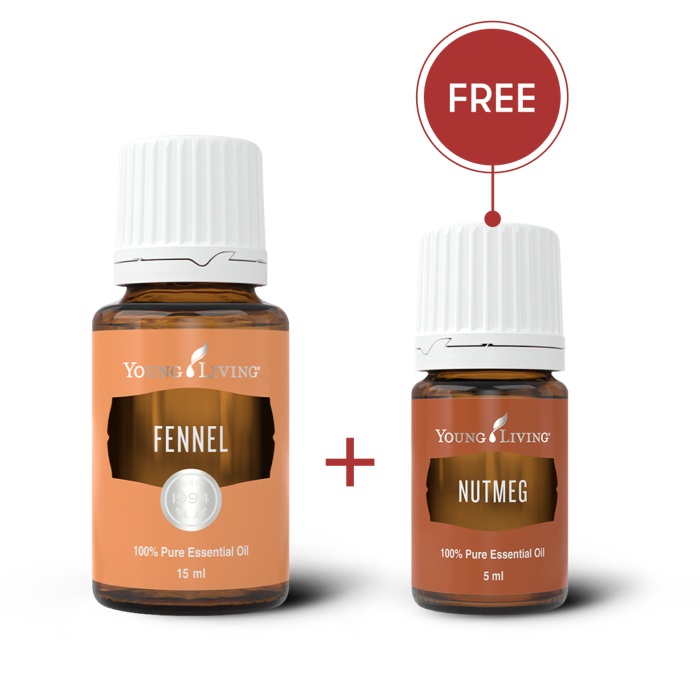 FREE
YOUNG LIVING®
FENNEL
1994
100% Pure Essential Oil
15 ml
+
YOUNG LIVING®
NUTMEG
100% Pure Essential Oil
5 ml